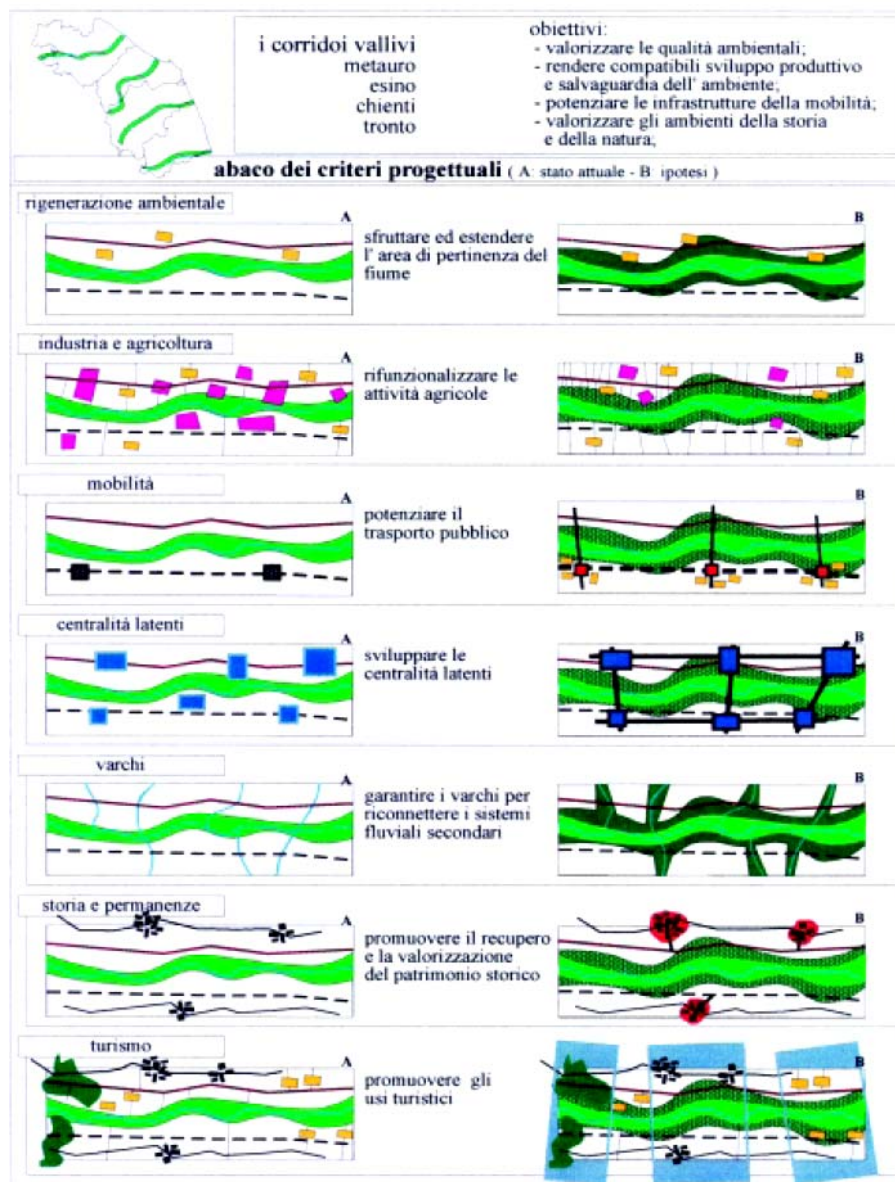 i corridoi vallivi
metauro
esino
chienti
tronto
obiettivi:
- valorizzare le qualità ambientali;
- rendere compatibili sviluppo produttivo
e salvaguardia dell' ambiente;
- potenziare le infrastrutture della mobilità;
- valorizzare gli ambienti della storia
e della natura;
abaco dei criteri progettuali ( A: stato attuale - B: ipotesi )
rigenerazione ambientale
A
sfruttare ed estendere
l' area di pertinenza del
fiume
B
industria e agricoltura
A
rifunzionalizzare le
attività agricole
B
mobilità
A
potenziare il
trasporto pubblico
B
centralità latenti
A
sviluppare le
centralità latenti
B
varchi
A
garantire i varchi per
riconnettere i sistemi
fluviali secondari
B
storia e permanenze
A
promuovere il recupero
e la valorizzazione
del patrimonio storico
B
turismo
A
promuovere gli
usi turistici
B